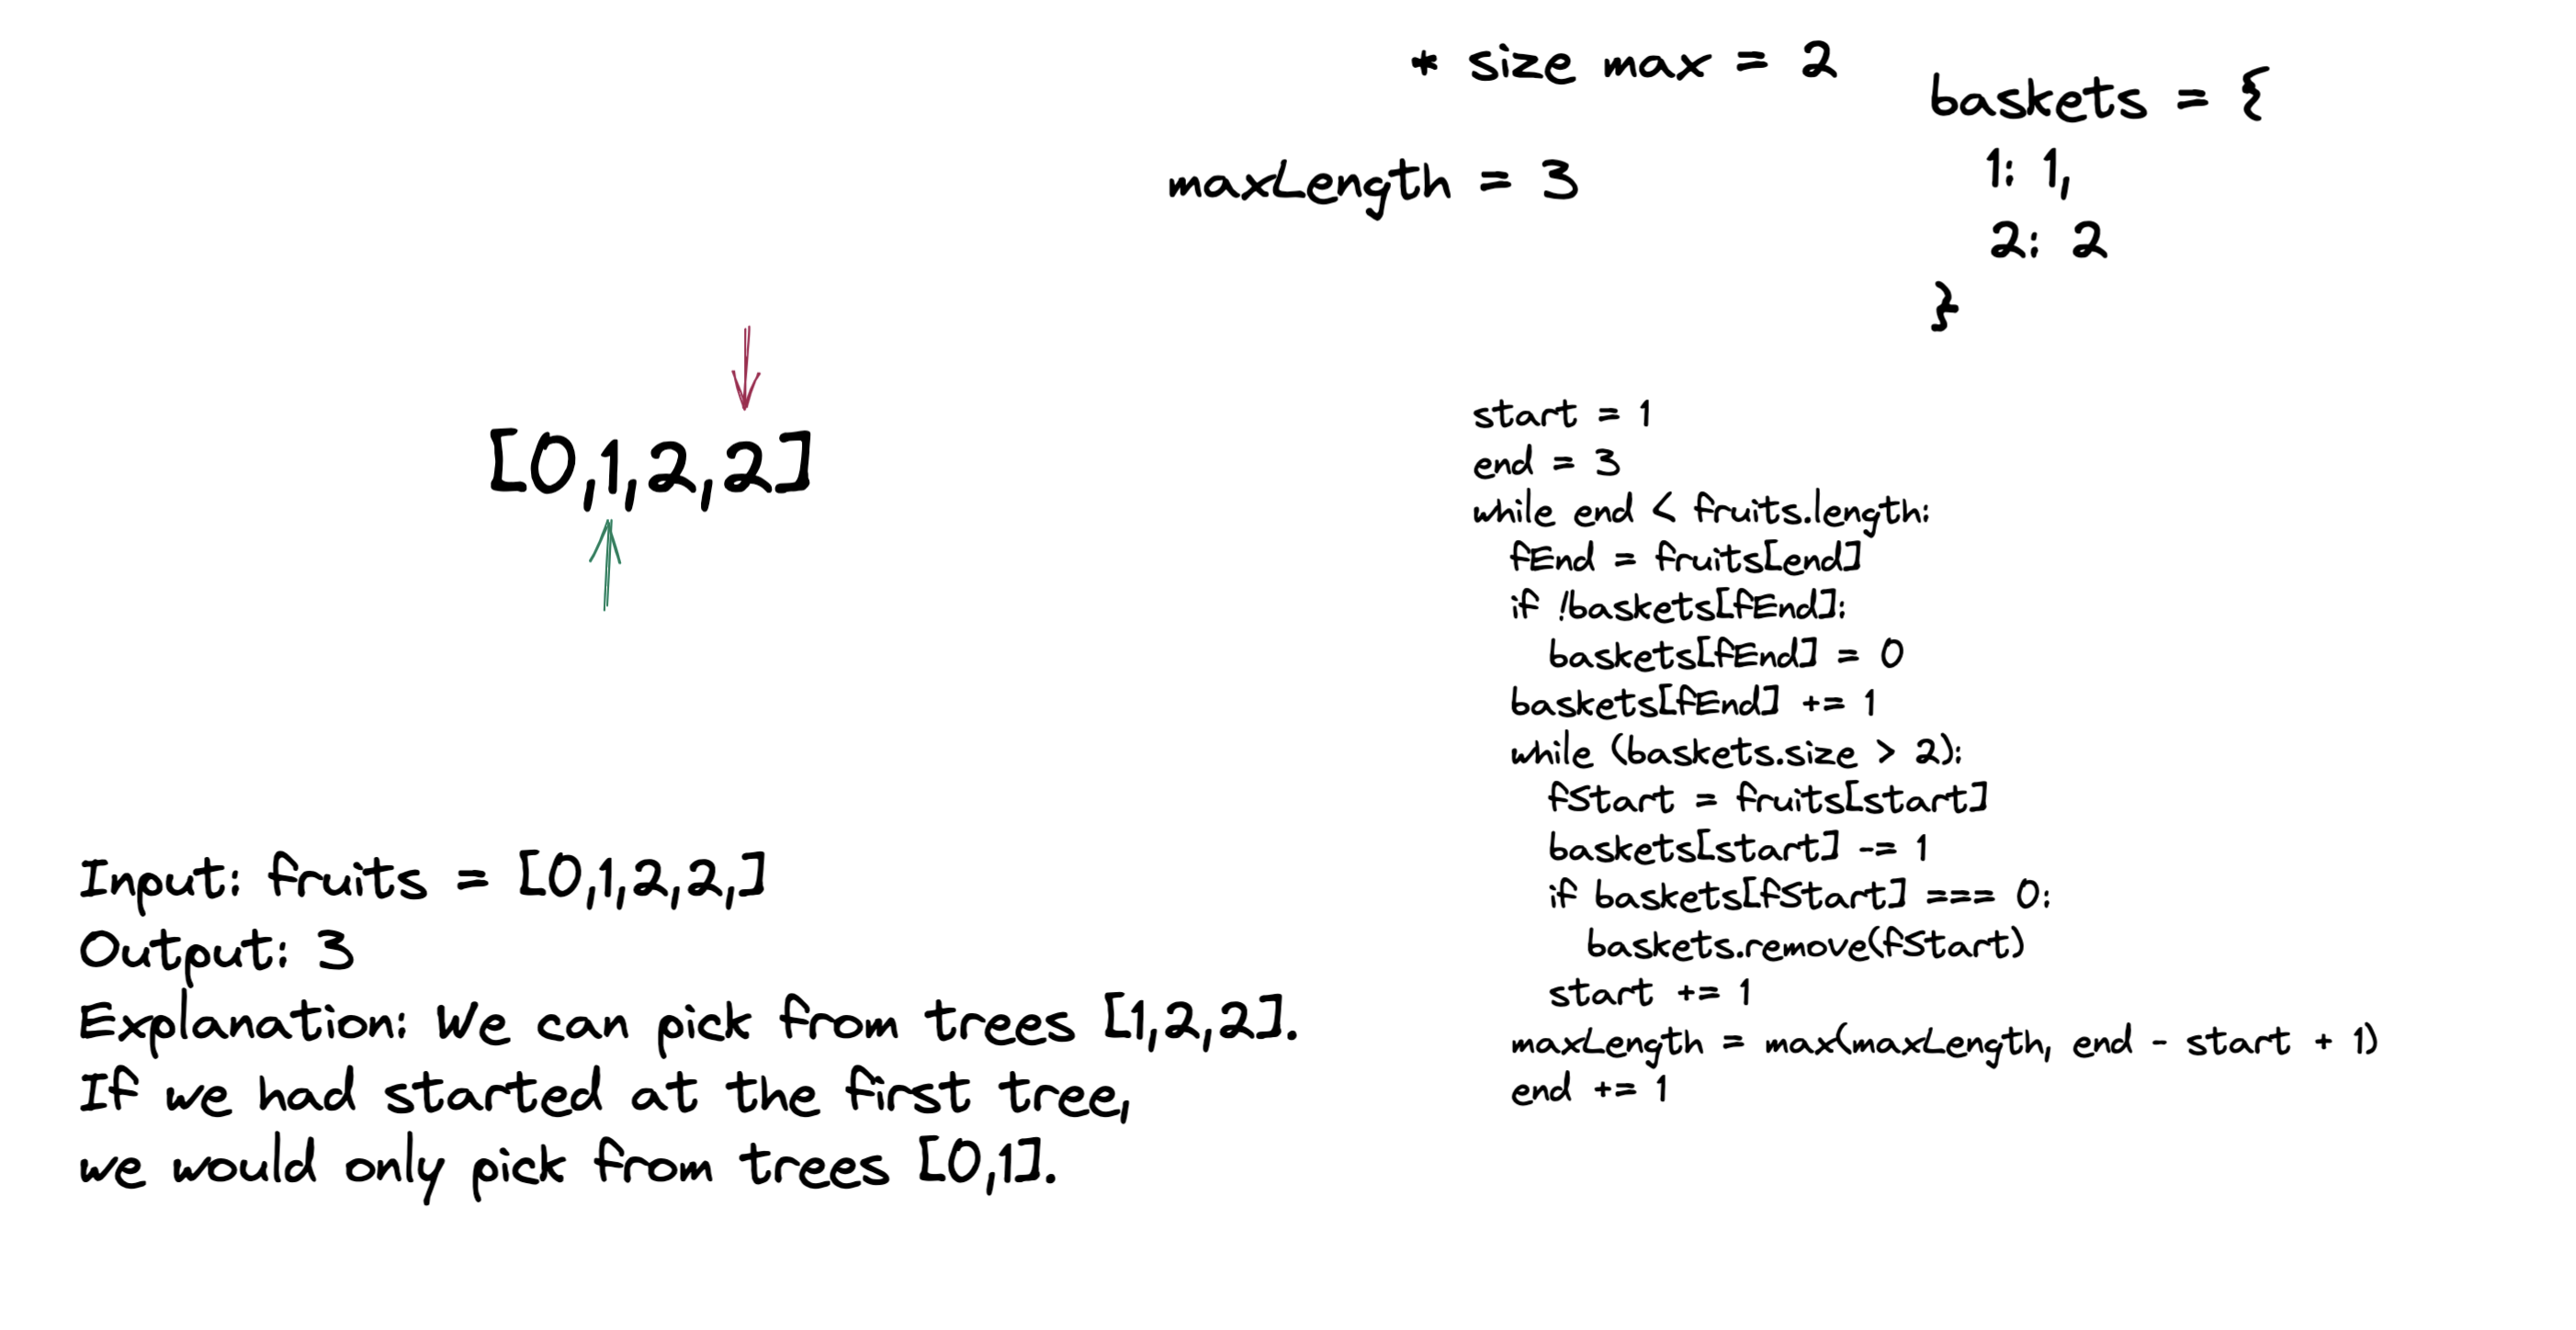 * size max = 2
baskets = {
1: 1,
2: 2
}
maxLength = 3
[0,1,2,2]
start = 1
end = 3
while end < fruits.length:
fEnd = fruits[end]
if !baskets[fEnd]:
baskets[fEnd] = 0
baskets[fEnd] += 1
while (baskets.size > 2):
fStart = fruits[start]
baskets[start] -= 1
if baskets[fStart] === 0:
baskets.remove(fStart)
start += 1
maxLength = max(maxLength, end - start + 1)
end += 1
Input: fruits = [0,1,2,2,]
Output: 3
Explanation: We can pick from trees [1,2,2].
If we had started at the first tree,
we would only pick from trees [0,1].